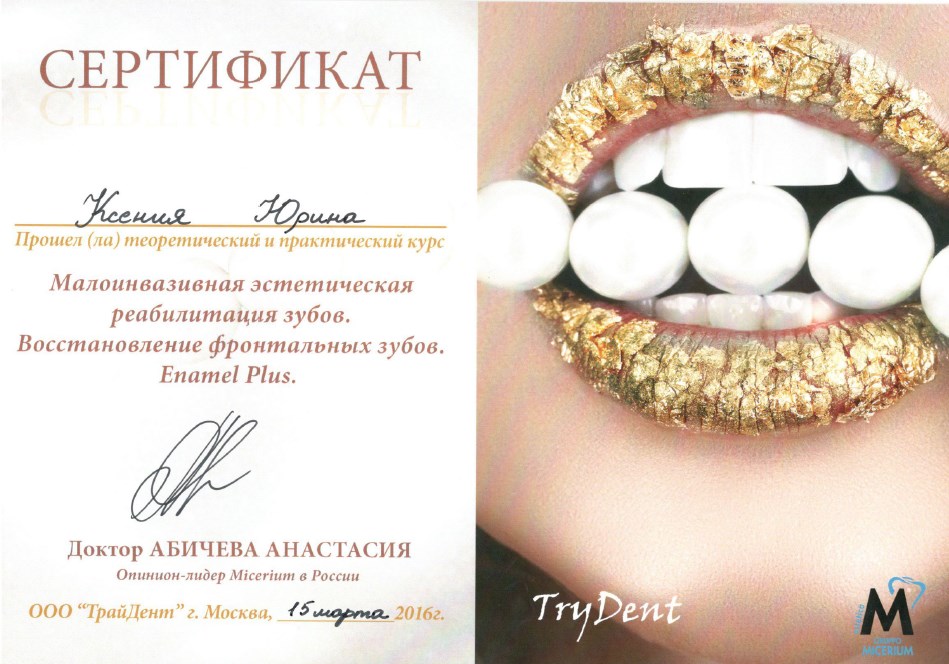 СЕРТИФИКАТ
Ксения Юрина
Прошел (ла) теоретический и практический курс
Малоинвазивная эстетическая
реабилитация зубов.
Восстановление фронтальных зубов.
Enamel Plus.
Доктор АБИЧЕВА АНАСТАСИЯ
Опинион-лидер Micerium в России
ООО “ТрайДент” г. Москва, 15 марта 2016г.
TryDent
M
GRUPPO
MICERIUM